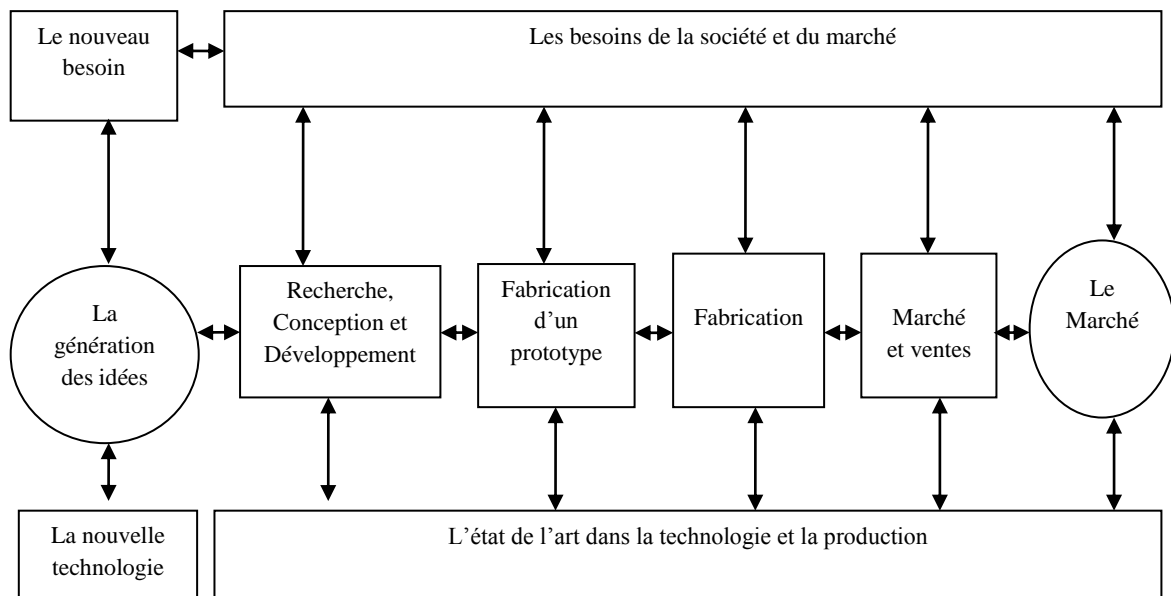 Le nouveau
besoin
Les besoins de la société et du marché
La
génération
des idées
Recherche,
Conception et
Développement
Fabrication
d’un
prototype
Fabrication
Marché
et ventes
Le
Marché
La nouvelle
technologie
L’état de l’art dans la technologie et la production